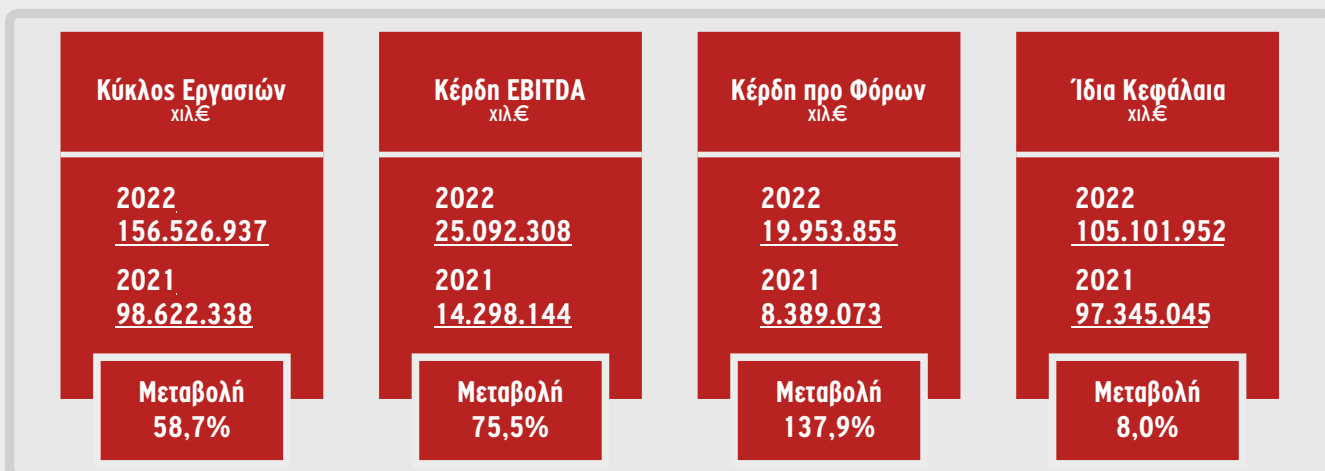 Κύκλος Εργασιών
χιλ.€
2022
156.526.937
2021
98.622.338
Μεταβολή
58,7%
Κέρδη EBITDA
χιλ.€
2022
25.092.308
2021
14.298.144
Μεταβολή
75,5%
Κέρδη προ Φόρων
χιλ.€
2022
19.953.855
2021
8.389.073
Μεταβολή
137,9%
Ίδια Κεφάλαια
χιλ.€
2022
105.101.952
2021
97.345.045
Μεταβολή
8,0%